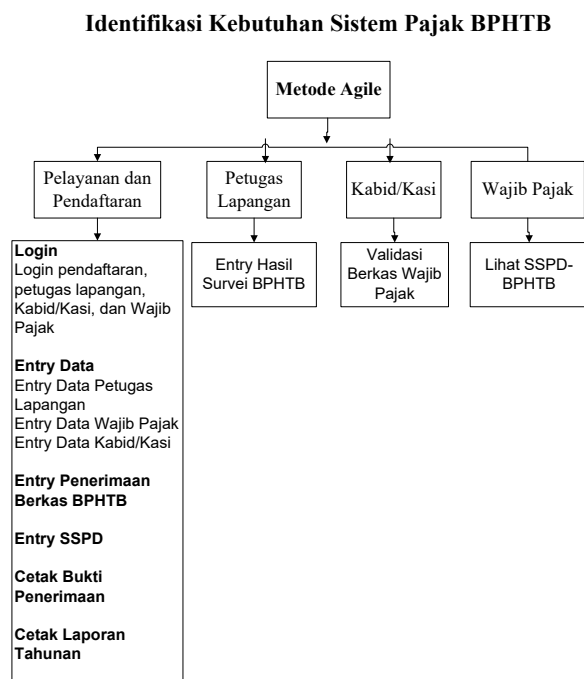 Identifikasi Kebutuhan Sistem Pajak BPHTB
Metode Agile
Pelayanan dan
Pendaftaran
Petugas
Lapangan
Kabid/Kasi
Wajib Pajak
Login
Login pendaftaran,
petugas lapangan,
Kabid/Kasi, dan Wajib
Pajak
Entry Data
Entry Data Petugas
Lapangan
Entry Data Wajib Pajak
Entry Data Kabid/Kasi
Entry Penerimaan
Berkas BPHTB
Entry SSPD
Cetak Bukti
Penerimaan
Cetak Laporan
Tahunan
Entry Hasil
Survei BPHTB
Validasi
Berkas Wajib
Pajak
Lihat SSPD-
BPHTB